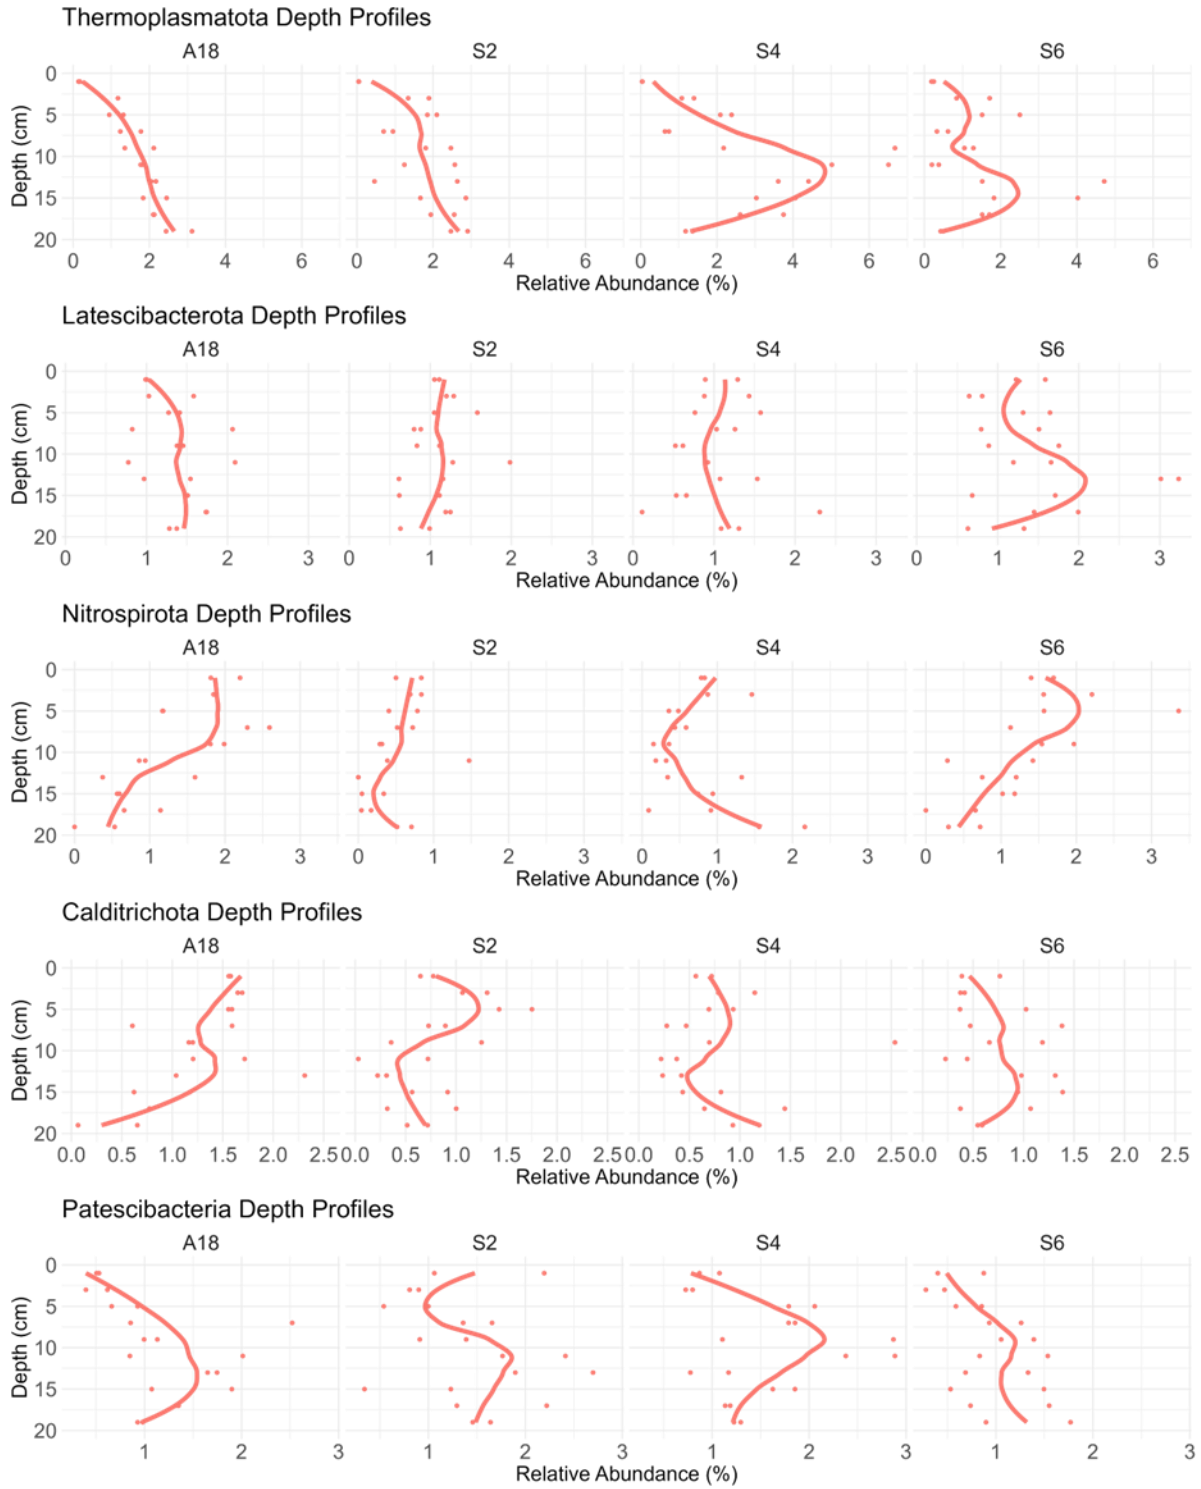 Thermoplasmatota Depth Profiles
A18 S2 S4 S6
0
5
10
15
20
Depth (cm)
0 2 4 6 0 2 4 6 0 2 4 6 0 2 4 6
Relative Abundance (%)
Latescibacterota Depth Profiles
A18 S2 S4 S6
0
5
10
15
20
Depth (cm)
0 1 2 3 0 1 2 3 0 1 2 3 0 1 2 3
Relative Abundance (%)
Nitrospirota Depth Profiles
A18 S2 S4 S6
0
5
10
15
20
Depth (cm)
0 1 2 3 0 1 2 3 0 1 2 3 0 1 2 3
Relative Abundance (%)
Calditrichota Depth Profiles
A18 S2 S4 S6
0
5
10
15
20
Depth (cm)
0.0 0.5 1.0 1.5 2.0 2.50.0 0.5 1.0 1.5 2.0 2.50.0 0.5 1.0 1.5 2.0 2.50.0 0.5 1.0 1.5 2.0 2.5
Relative Abundance (%)
Patescibacteria Depth Profiles
A18 S2 S4 S6
0
5
10
15
20
Depth (cm)
1 2 3 1 2 3 1 2 3 1 2 3
Relative Abundance (%)